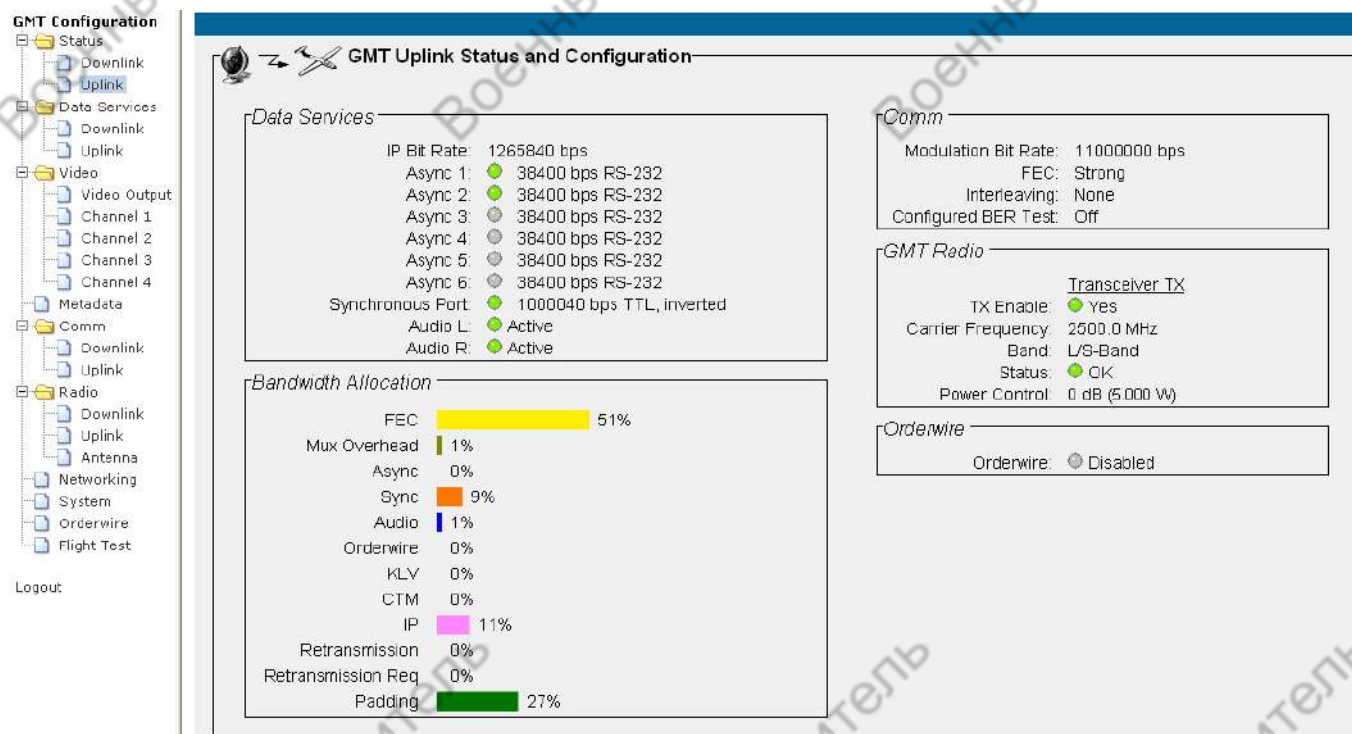 GMT Configuration
Status
Downlink
Uplink
Data Services
Downlink
Uplink
Video
Video Output
Channel 1
Channel 2
Channel 3
Channel 4
Metadata
Comm
Downlink
Uplink
Radio
Downlink
Uplink
Antenna
Networking
System
Orderwire
Flight Test
Logout
GMT Uplink Status and Configuration
Data Services
IP Bit Rate: 1265840 bps
Async 1: 38400 bps RS-232
Async 2: 38400 bps RS-232
Async 3: 38400 bps RS-232
Async 4: 38400 bps RS-232
Async 5: 38400 bps RS-232
Async 6: 38400 bps RS-232
Synchronous Port: 1000040 bps TTL, inverted
Audio L: Active
Audio R: Active
Bandwidth Allocation
FEC 51%
Mux Overhead 1%
Async 0%
Sync 9%
Audio 1%
Orderwire 0%
KLV 0%
CTM 0%
IP 11%
Retransmission 0%
Retransmission Req 0%
Padding 27%
Comm
Modulation Bit Rate: 11000000 bps
FEC: Strong
Interleaving: None
Configured BER Test: Off
GMT Radio
Transceiver TX
TX Enable: Yes
Carrier Frequency: 2500.0 MHz
Band: L/S-Band
Status: OK
Power Control: 0 dB (5.000 W)
Orderwire
Orderwire: Disabled